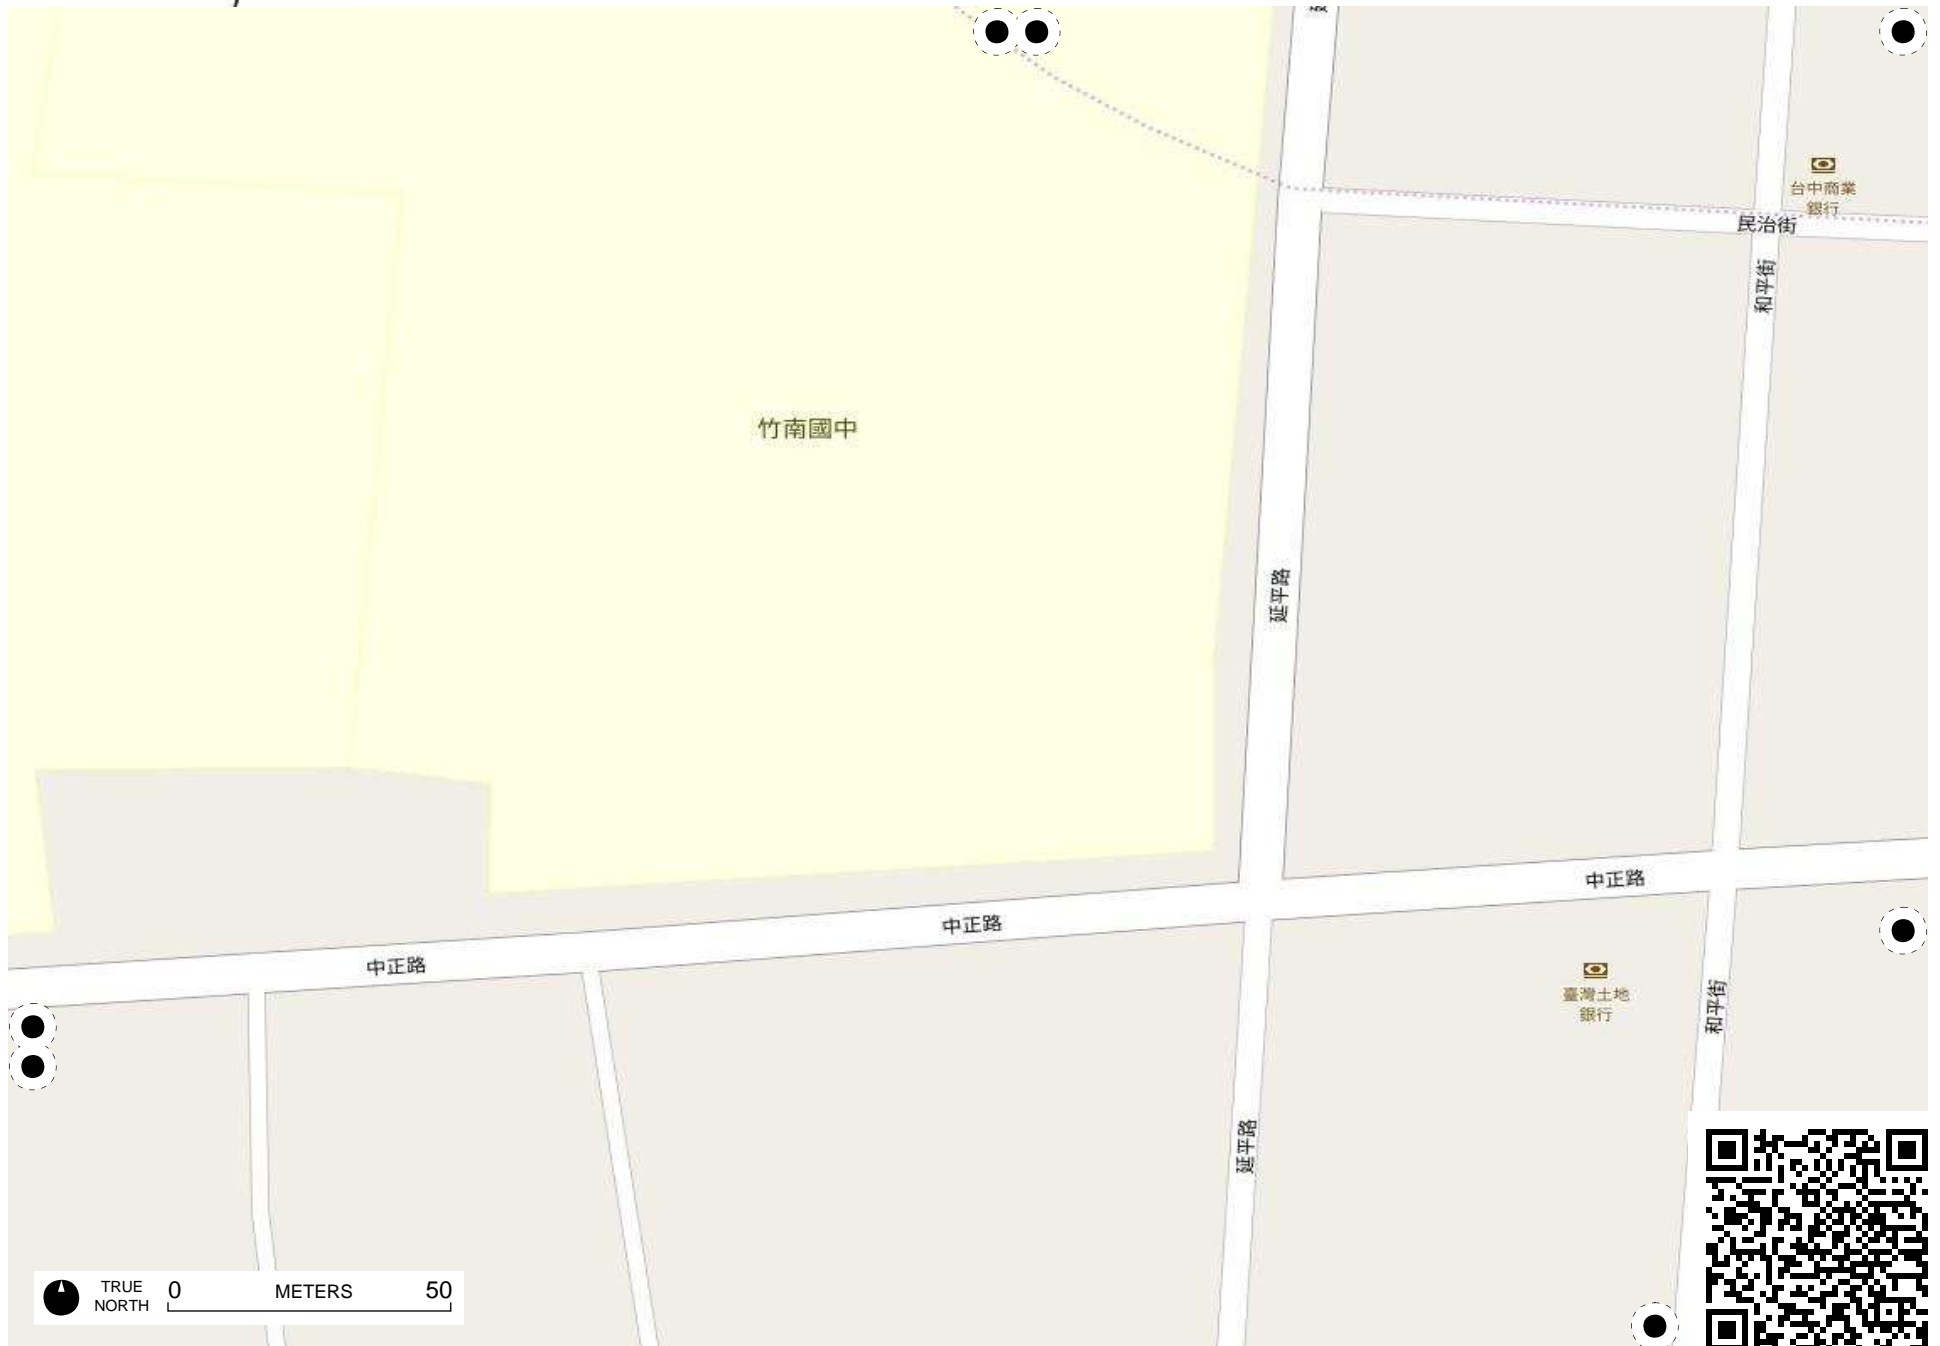 台中商業
銀行
民治街
和平街
竹南國中
延平路
中正路
中正路
中正路
臺灣土地
銀行
和平街
延平路
TRUE
NORTH
0 METERS 50